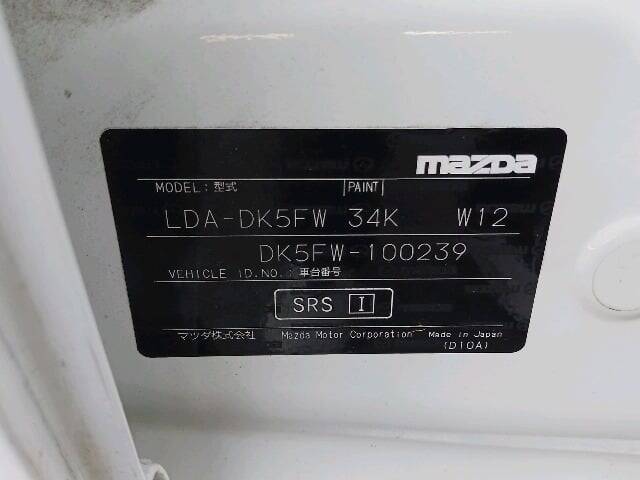 mazda
MODEL:型式 PAINT
LDA-DK5FW 34K W12
DK5FW-100239
VEHICLE ID.NO.:車台番号
SRS I
マツダ株式会社 Mazda Motor Corporation Made in Japan
(D10A)